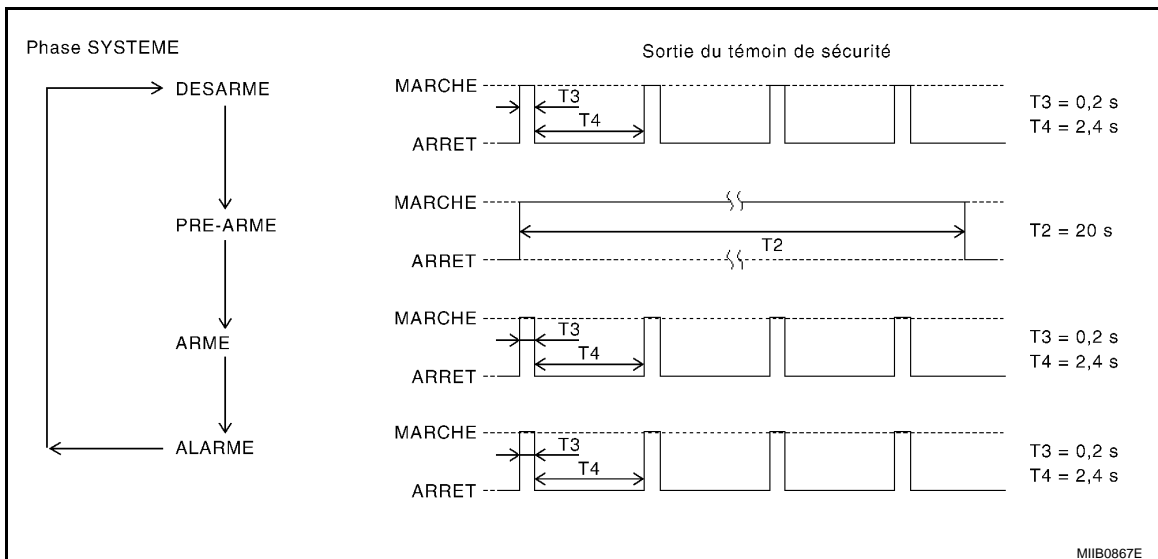 Phase SYSTEME
Sortie du témoin de sécurité
DESARME
MARCHE
T3
T4
ARRET
T3 = 0,2 s
T4 = 2,4 s
PRE-ARME
MARCHE
T2
ARRET
T2 = 20 s
ARME
MARCHE
T3
T4
ARRET
T3 = 0,2 s
T4 = 2,4 s
ALARME
MARCHE
T3
T4
ARRET
T3 = 0,2 s
T4 = 2,4 s
MIIB0867E